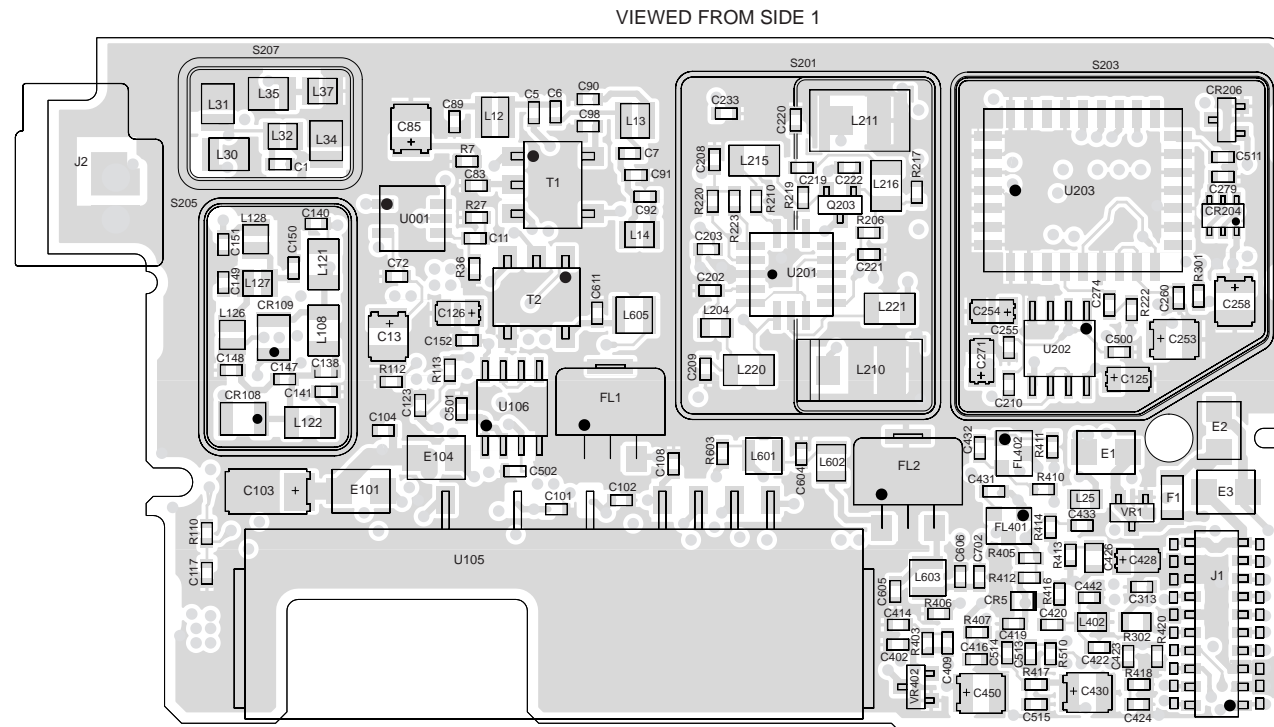 VIEWED FROM SIDE 1
S207
S201
S203
L31
L35
L37
L32
L34
L30
C1
J2
C85
C89
L12
C5
C6
C90
C98
L13
C7
C91
C92
L14
R7
C83
R27
C11
R36
T1
U001
C72
C233
C220
L211
C208
L215
C219
C222
L216
R217
R220
R223
R210
R219
Q203
R206
C221
C203
C202
U201
L204
L221
C209
L220
L210
CR206
C511
C279
CR204
U203
R301
C260
C258
C274
R222
C254
C255
C271
U202
C500
C253
C125
C210
S205
L128
C140
C151
C150
L121
C149
L127
CR109
L126
L108
C148
C147
C138
C141
CR108
L122
C13
C126
C152
T2
C611
L605
R112
R113
C123
C501
U106
FL1
C104
E104
C502
C108
R603
L601
C604
L602
FL2
C432
FL402
R411
E1
E2
C103
E101
C101
C102
C431
R410
L25
C433
VR1
F1
E3
R110
C117
U105
FL401
R414
R405
R412
R413
C426
C428
J1
C606
C702
L603
C605
CR5
R416
C442
C313
C414
R406
R407
C419
C420
L402
R302
R420
C402
R403
C409
C416
C514
C513
R510
C422
C423
VR402
C450
R417
C515
C430
R418
C424